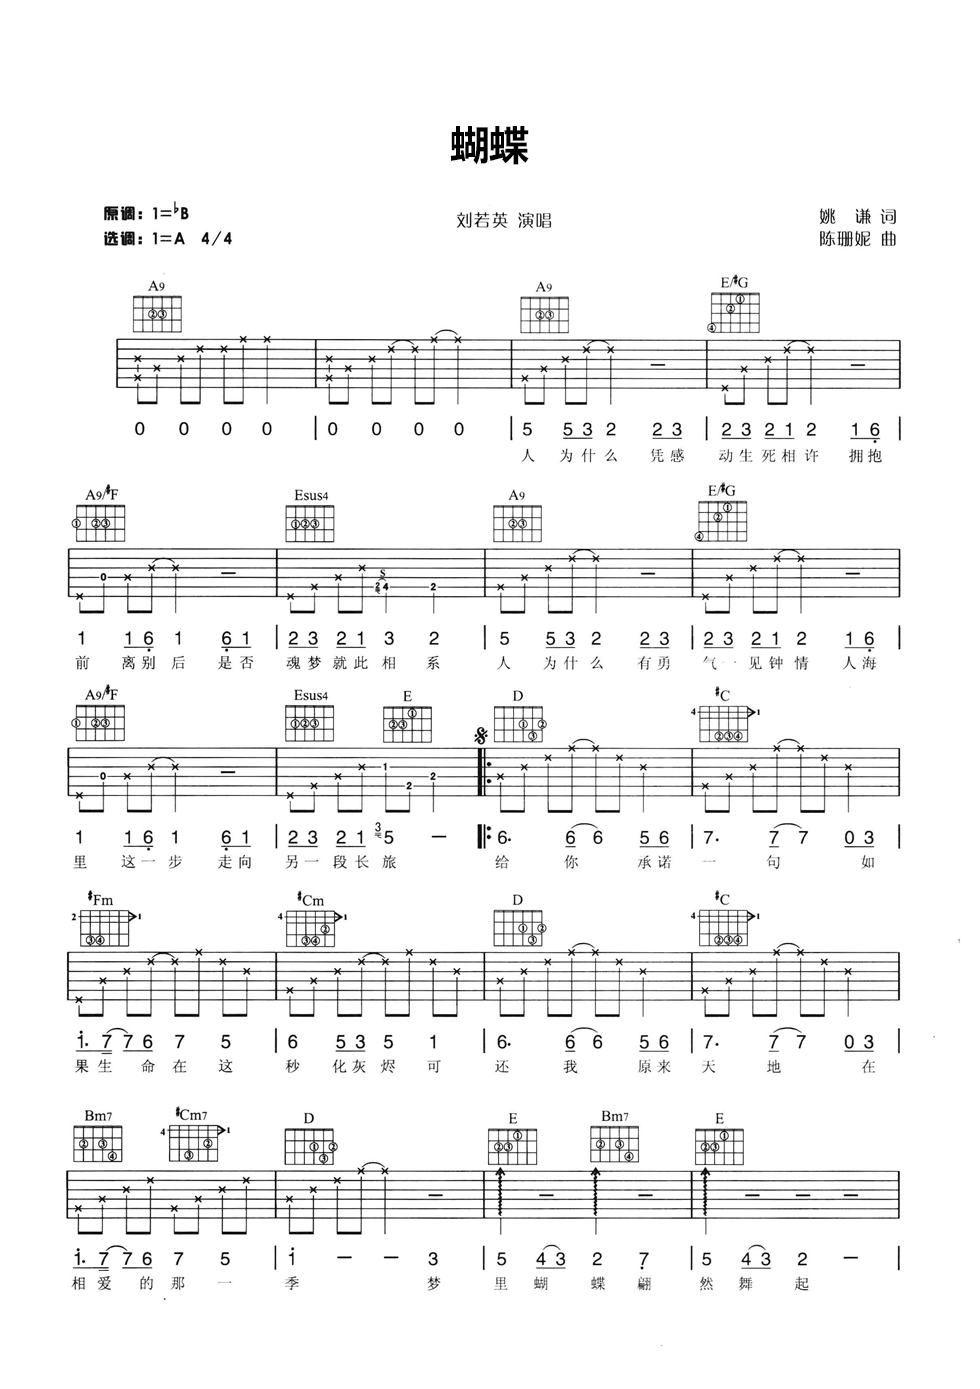 蝴蝶
原调：1=♭B
选调：1=A 4/4
刘若英 演唱
姚 谦 词
陈珊妮 曲
A9 A9 E/#G
0 0 0 0 | 0 0 0 0 | 5 5 3 2 2 3 | 2 3 2 1 2 1 6 |
人 为什么 凭感 动生死相许 拥抱
A9/#F Esus4 A9 E/#G
S
1 1 6 1 6 1 | 2 3 2 1 3 2 | 5 5 3 2 2 3 | 2 3 2 1 2 1 6 |
前 离别后 是否 魂梦就此相系 人 为什么 有勇 气一见钟情 人海
A9/#F Esus4 E D #C
1 1 6 1 6 1 | 2 3 2 1 3 5 — 6· 6 6 5 6 | 7· 7 7 0 3 |
里 这一步 走向 另一段长旅 给 你 承诺 一 句 如
#Fm #Cm D #C
1· 7 7 6 7 5 | 6 5 3 5 1 | 6· 6 6 5 6 | 7· 7 7 0 3 |
果生 命在这 秒 化灰烬可 还 我 原来 天 地 在
Bm7 #Cm7 D E Bm7 E
1· 7 7 6 7 5 | 1 — — 3 | 5 4 3 2 7 | 5 4 3 2 — |
相爱 的那一 季 梦 里蝴 蝶翩 然舞起